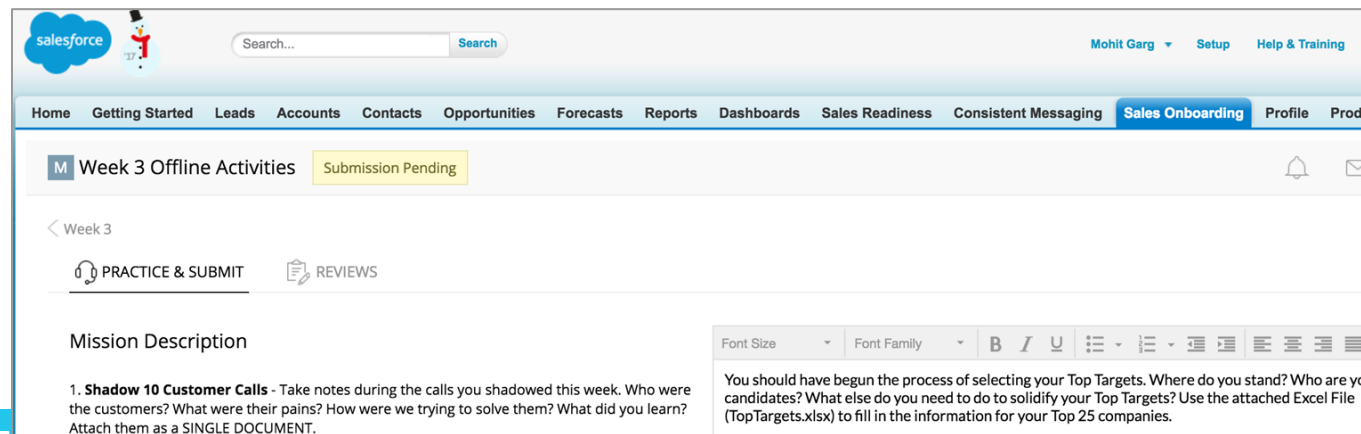 salesforce
'17
Search...
Search
Mohit Garg
Setup
Help & Training
Home
Getting Started
Leads
Accounts
Contacts
Opportunities
Forecasts
Reports
Dashboards
Sales Readiness
Consistent Messaging
Sales Onboarding
Profile
Prod
M
Week 3 Offline Activities
Submission Pending
Week 3
PRACTICE & SUBMIT
REVIEWS
Mission Description
1. Shadow 10 Customer Calls - Take notes during the calls you shadowed this week. Who were
the customers? What were their pains? How were we trying to solve them? What did you learn?
Attach them as a SINGLE DOCUMENT.
Font Size
Font Family
B
I
U
You should have begun the process of selecting your Top Targets. Where do you stand? Who are yo
candidates? What else do you need to do to solidify your Top Targets? Use the attached Excel File
(TopTargets.xlsx) to fill in the information for your Top 25 companies.